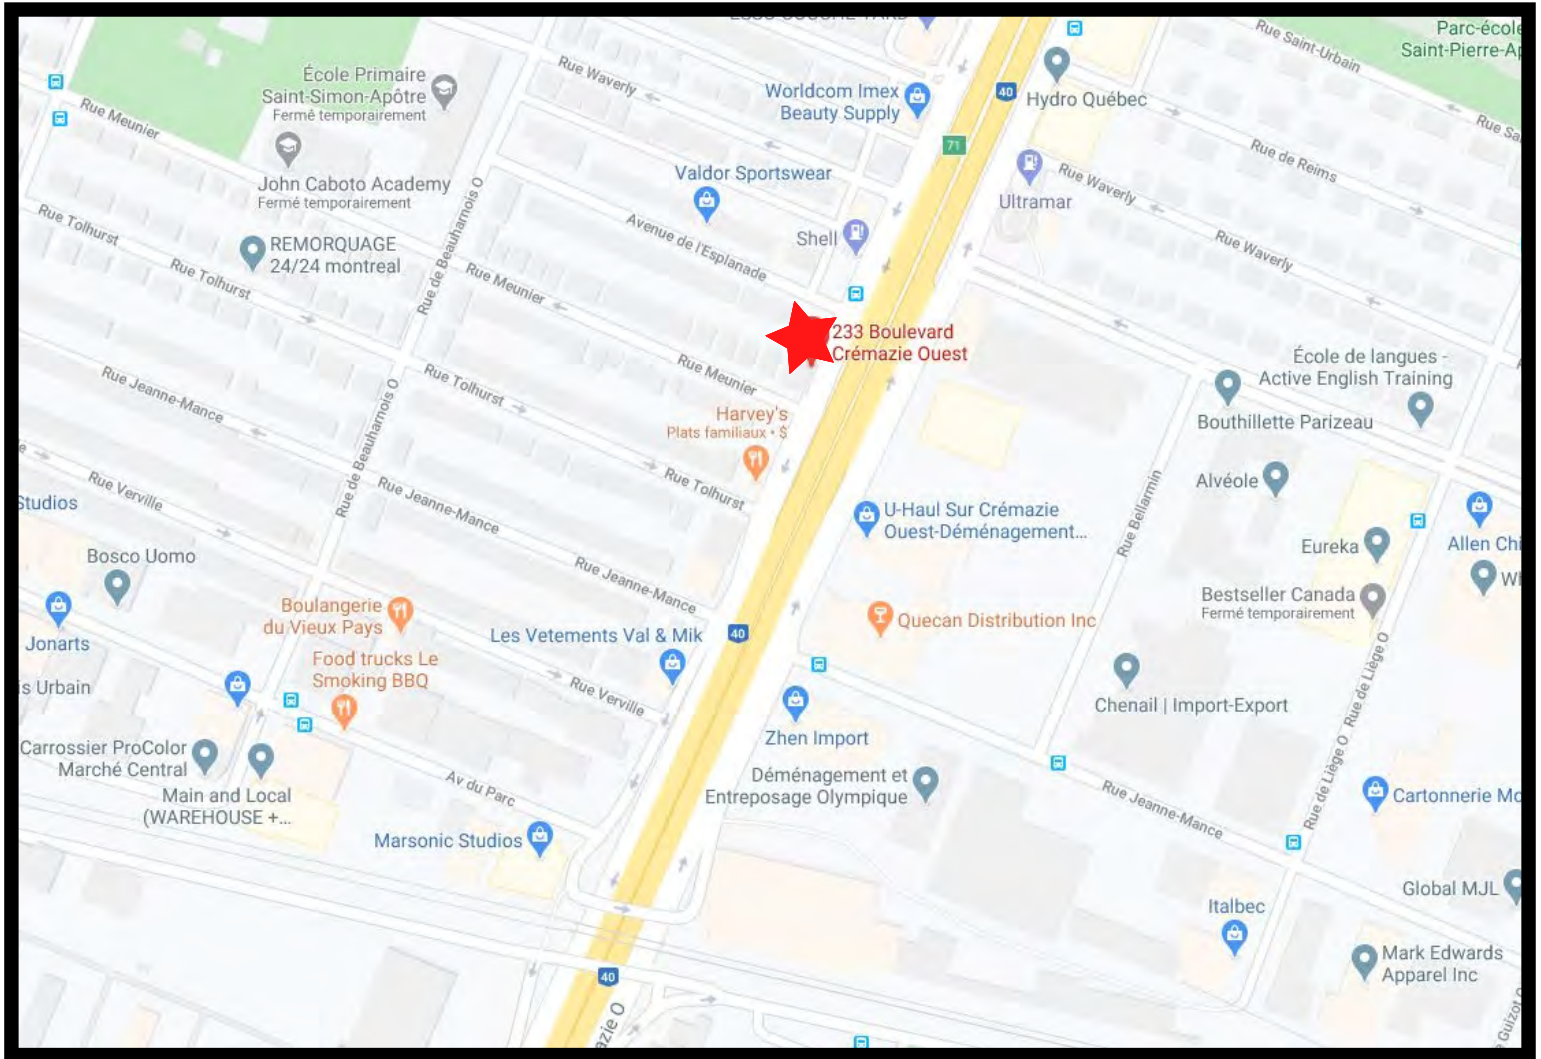 Rue Saint-Urbain
Parc-école
Saint-Pierre-Ap
École Primaire
Saint-Simon-Apôtre
Fermé temporairement
Rue Waverly
Worldcom Imex
Beauty Supply
40
Hydro Québec
Rue Meunier
71
Rue de Reims
John Caboto Academy
Fermé temporairement
Valdor Sportswear
Ultramar
Rue Waverly
Rue Tolhurst
REMORQUAGE
24/24 montreal
Rue de Beauharnois O
Avenue de l'Esplanade
Shell
Rue Waverly
Rue Tolhurst
Rue Meunier
233 Boulevard
Crémazie Ouest
École de langues -
Active English Training
Rue Meunier
Rue Jeanne-Mance
Rue Tolhurst
Harvey's
Plats familiaux • $
Bouthillette Parizeau
Rue de Beauharnois O
Rue Verville
Rue Jeanne-Mance
Rue Tolhurst
Alvéole
Studios
U-Haul Sur Crémazie
Ouest-Déménagement...
Rue Bellarmin
Eureka
Allen Chi
Bosco Uomo
Rue Jeanne-Mance
Bestseller Canada
Fermé temporairement
Boulangerie
du Vieux Pays
Les Vetements Val & Mik
40
Quecan Distribution Inc
Jonarts
Food trucks Le
Smoking BBQ
Rue Verville
Rue de Liège O
Rue de Liège O
is Urbain
Chenail | Import-Export
Zhen Import
Carrossier ProColor
Marché Central
Main and Local
(WAREHOUSE +...
Av du Parc
Déménagement et
Entreposage Olympique
Rue Jeanne-Mance
Cartonnerie Mo
Marsonic Studios
Global MJL
Italbec
Mark Edwards
Apparel Inc
40
azie O
e Guizot O